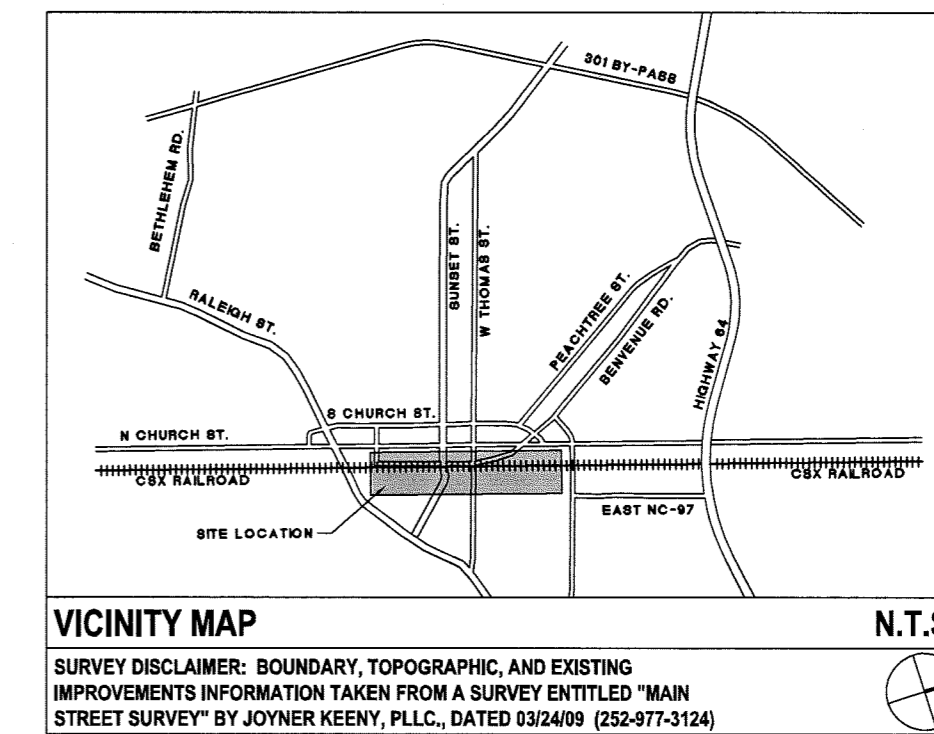 301 BY-PASS
BETHLEHEM RD.
RALEIGH ST.
SUNSET ST.
W THOMAS ST.
PEACHTREE ST.
BENVENUE RD.
HIGHWAY 64
S CHURCH ST.
N CHURCH ST.
CSX RAILROAD
CSX RAILROAD
SITE LOCATION
EAST NC-97
VICINITY MAP
N.T.S
SURVEY DISCLAIMER: BOUNDARY, TOPOGRAPHIC, AND EXISTING
IMPROVEMENTS INFORMATION TAKEN FROM A SURVEY ENTITLED "MAIN
STREET SURVEY" BY JOYNER KEENY, PLLC., DATED 03/24/09 (252-977-3124)